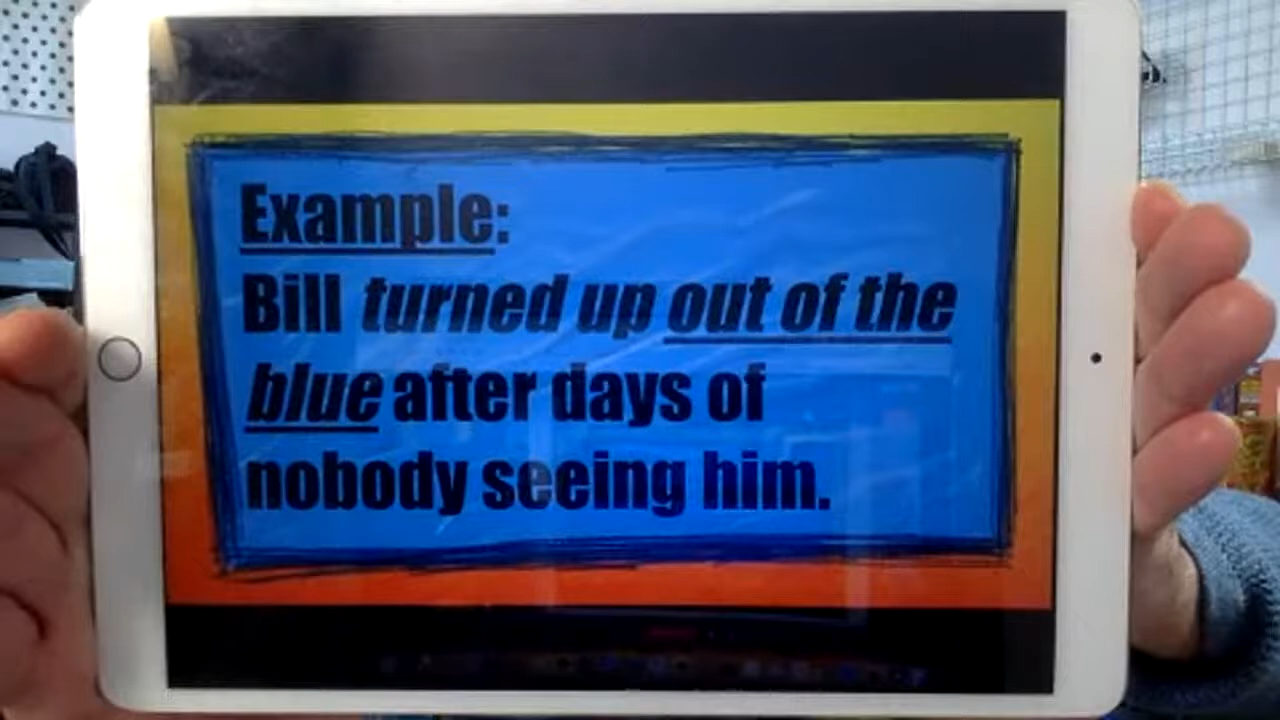 Example:
Bill turned up out of the
blue after days of
nobody seeing him.